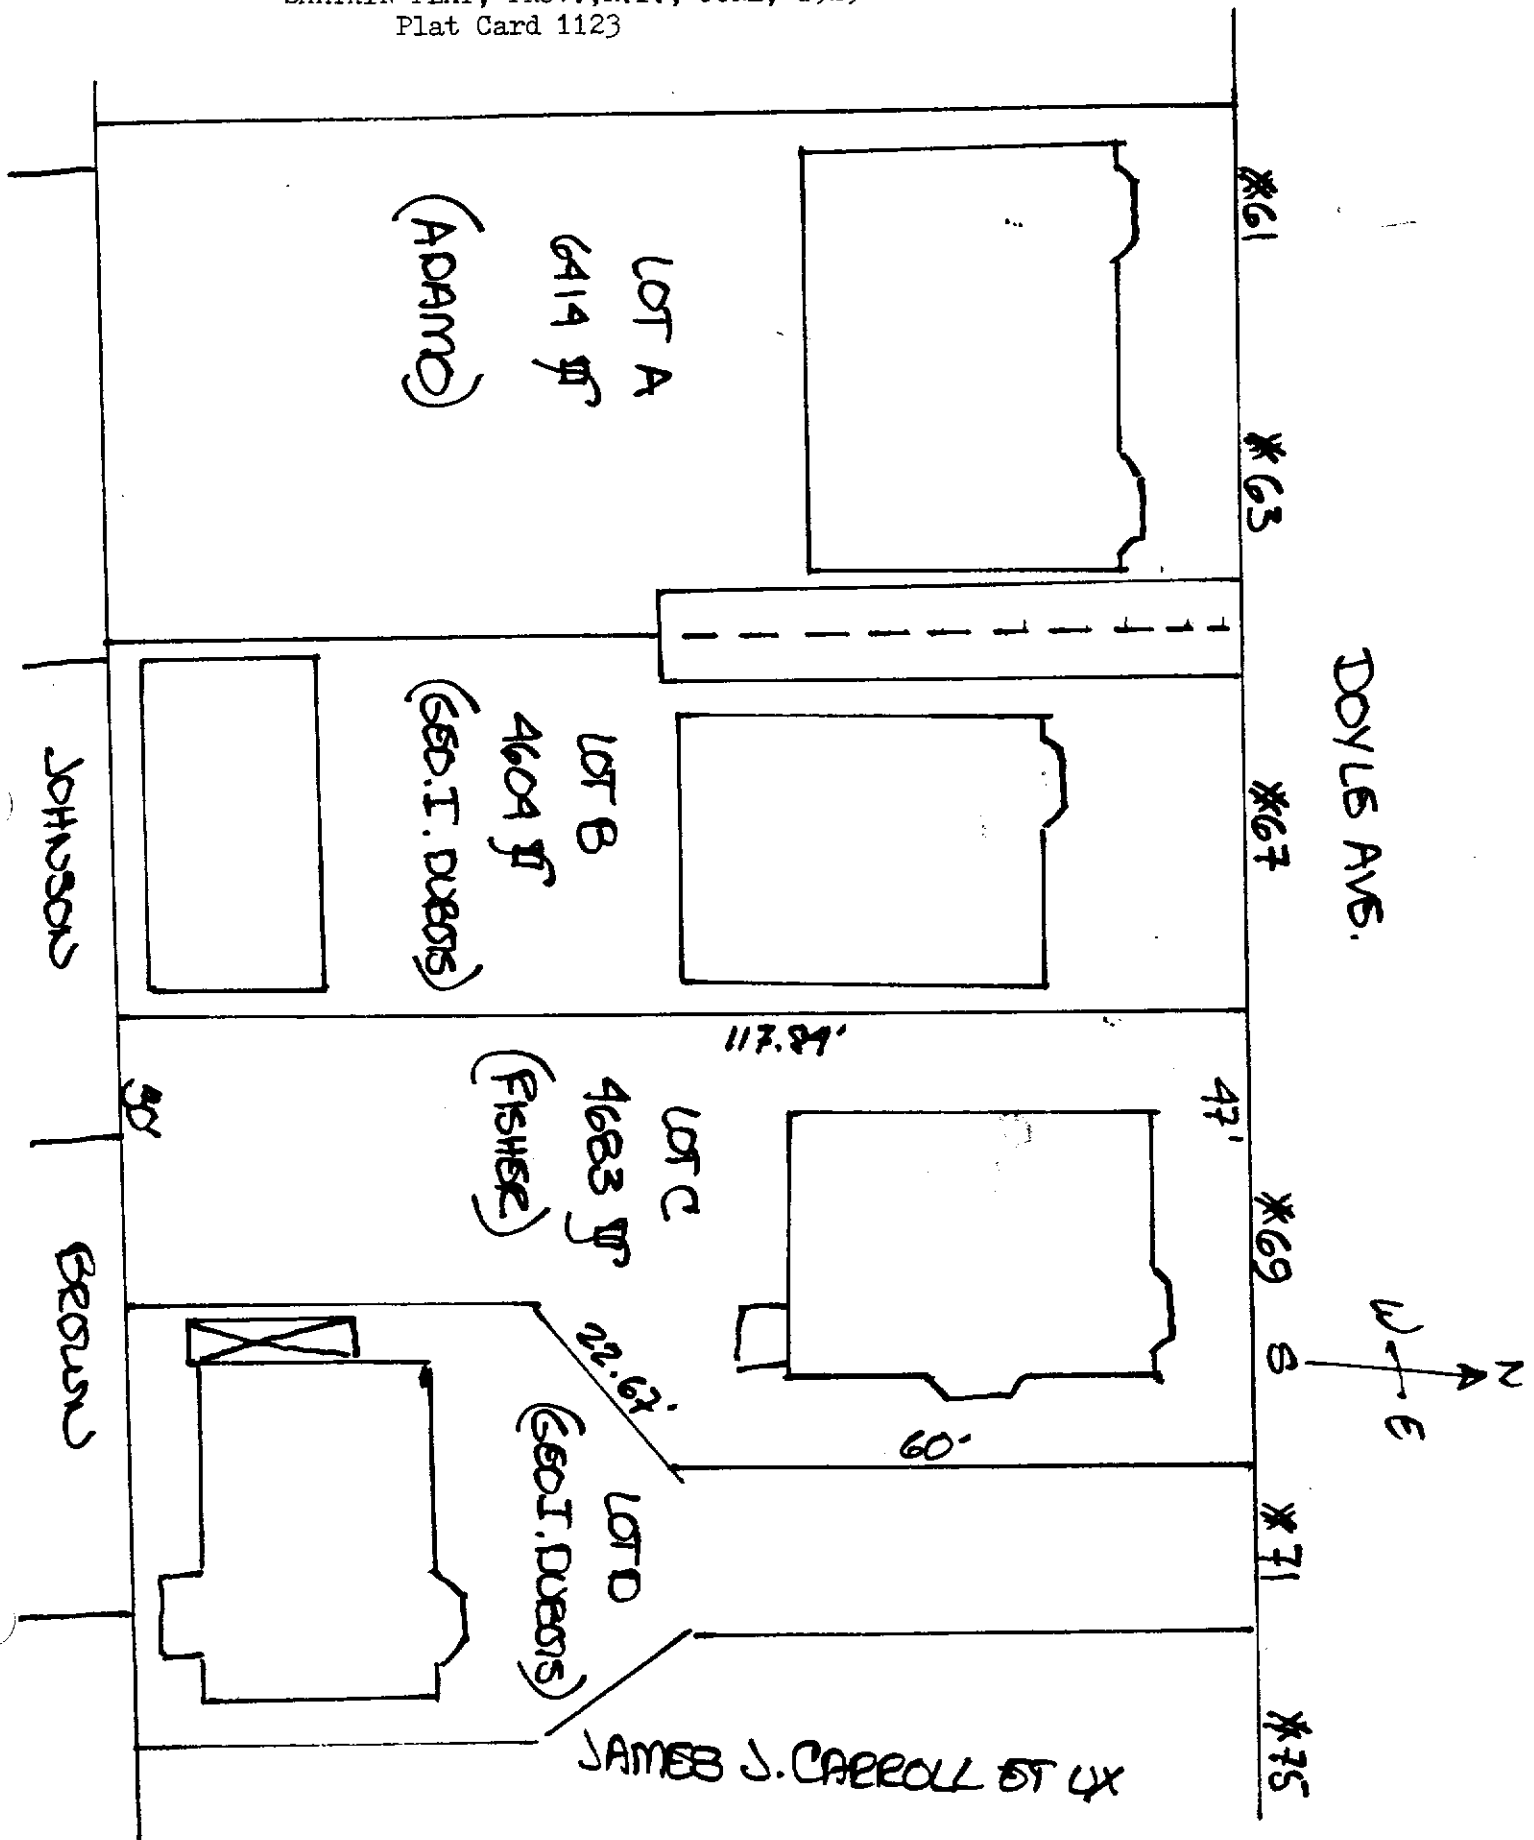 Plat Card 1123
DOYLE AVE.
#61
#63
#67
#69
#71
#75
N
W
E
S
LOT A
6414
(ADAMO)
LOT B
4604
(GEO. I. DUBOIS)
LOT C
4683
(FISHER)
LOT D
(GEO I. DUBOIS)
117.84'
47'
30'
22.67'
60'
JOHNSON
BROWN
JAMES J. CARROLL ET UX